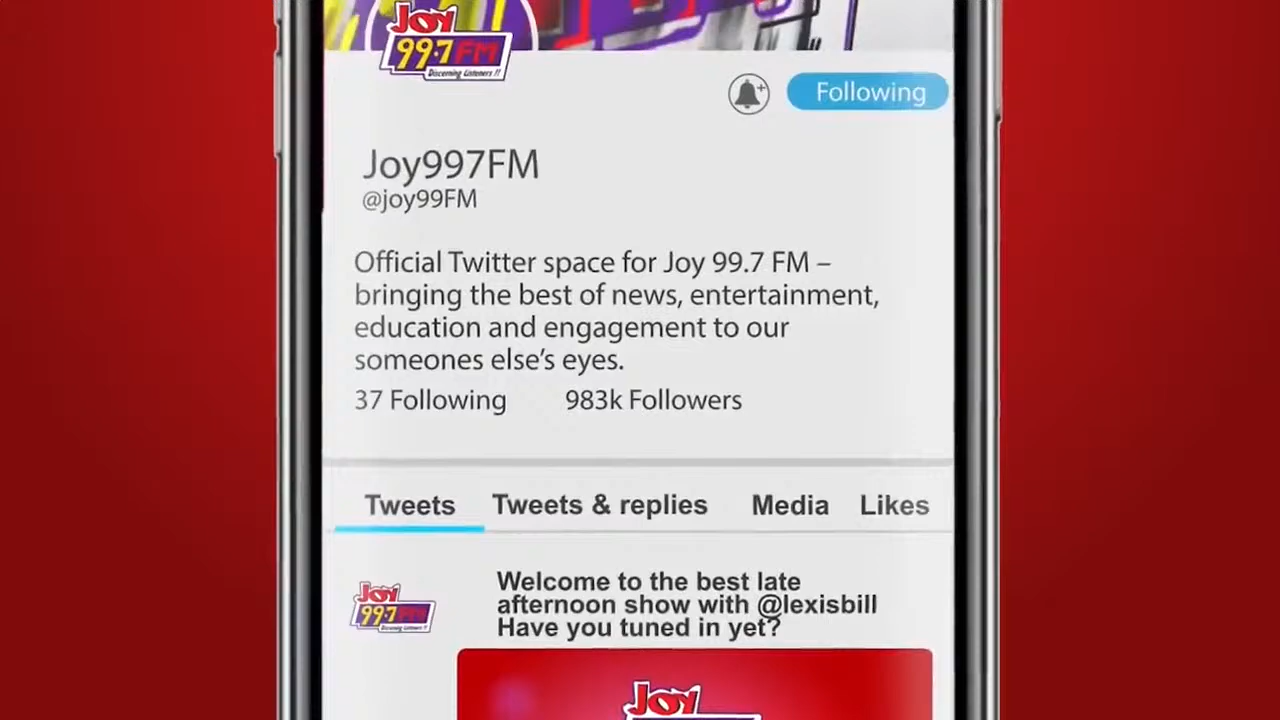 Joy
99.7 FM
Discerning Listeners !!
Following
Joy997FM
@joy99FM
Official Twitter space for Joy 99.7 FM –
bringing the best of news, entertainment,
education and engagement to our
someones else’s eyes.
37 Following 983k Followers
Tweets Tweets & replies Media Likes
Joy
99.7 FM
Discerning Listeners !!
Welcome to the best late
afternoon show with @lexisbill
Have you tuned in yet?
Joy